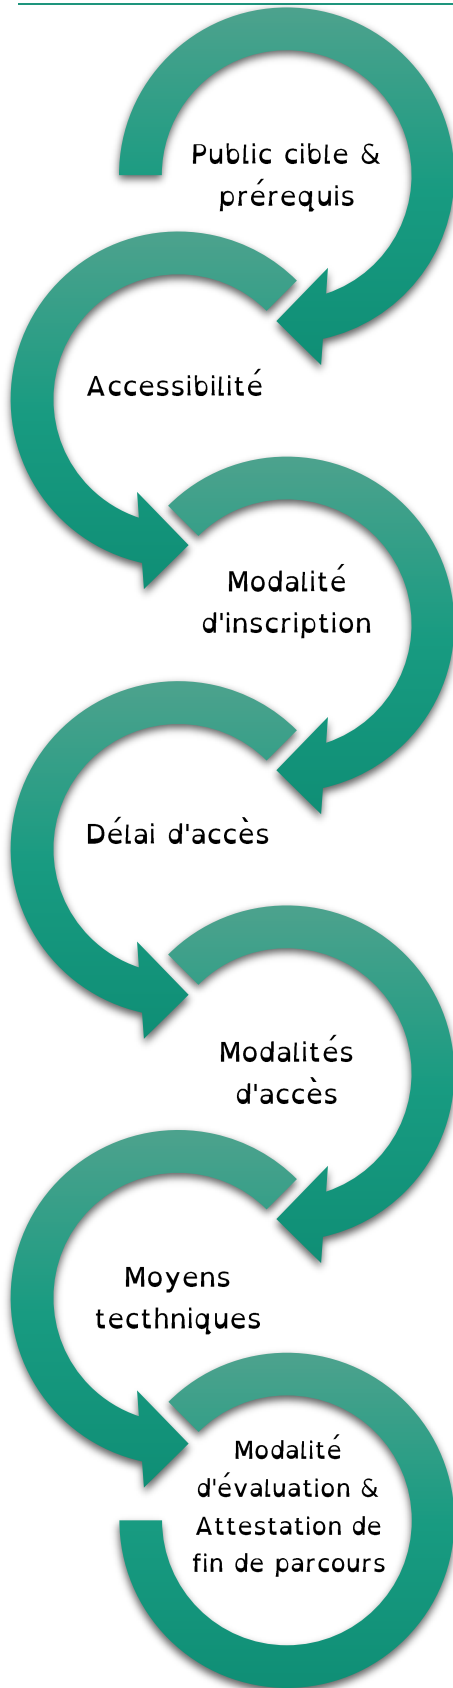 Public cible &
prérequis
Accessibilité
Modalité
d'inscription
Délai d'accès
Modalités
d'accès
Moyens
tecthniques
Modalité
d'évaluation &
Attestation de
fin de parcours